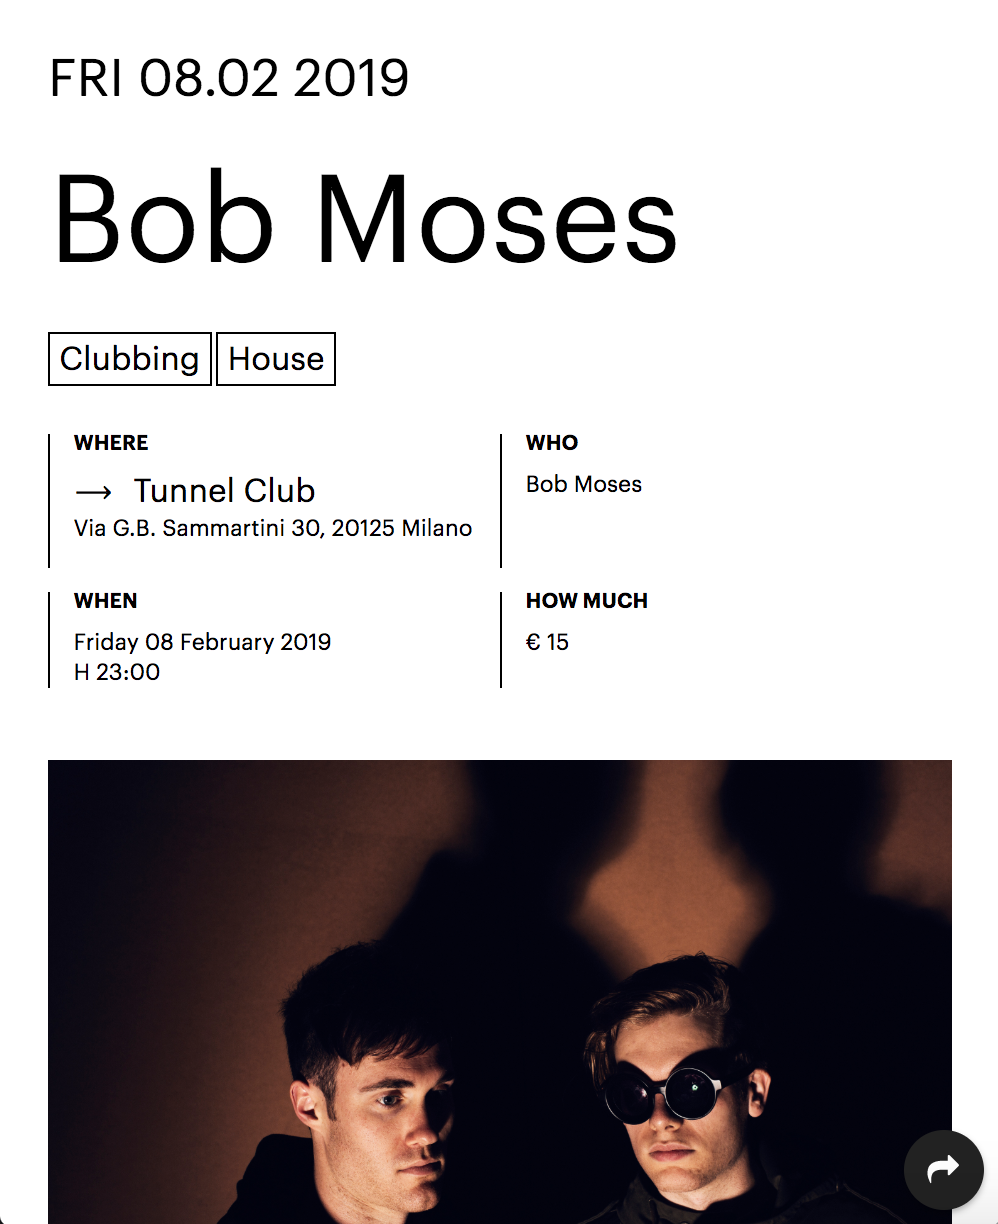 FRI 08.02 2019
Bob Moses
Clubbing
House
WHERE
⟶ Tunnel Club
Via G.B. Sammartini 30, 20125 Milano
WHO
Bob Moses
WHEN
Friday 08 February 2019
H 23:00
HOW MUCH
€ 15